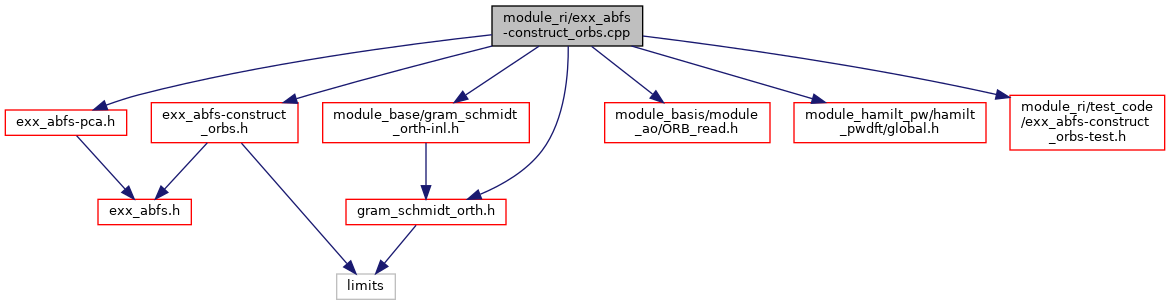 module_ri/exx_abfs
-construct_orbs.cpp
exx_abfs-pca.h
exx_abfs-construct
_orbs.h
module_base/gram_schmidt
_orth-inl.h
module_basis/module
_ao/ORB_read.h
module_hamilt_pw/hamilt
_pwdft/global.h
module_ri/test_code
/exx_abfs-construct
_orbs-test.h
exx_abfs.h
gram_schmidt_orth.h
limits